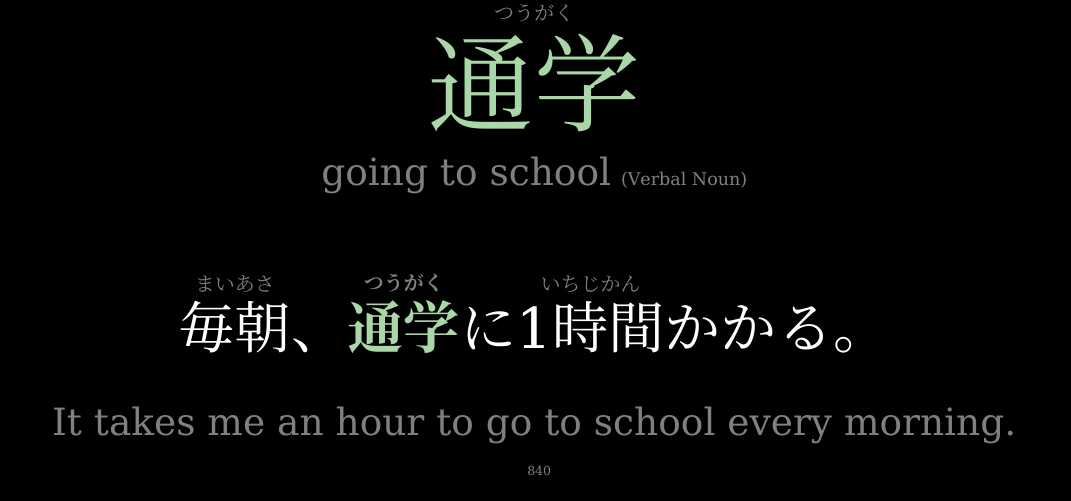 つうがく
通学
going to school (Verbal Noun)
まいあさ つうがく いちじかん
毎朝、通学に1時間かかる。
It takes me an hour to go to school every morning.
840